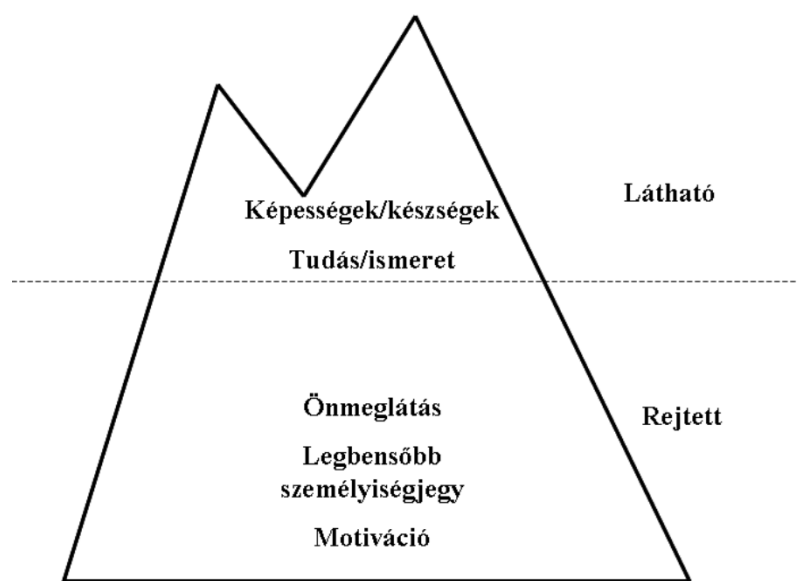 Képességek/készségek
Látható
Tudás/ismeret
Önmeglátás
Rejtett
Legbensőbb
személyiségjegy
Motiváció